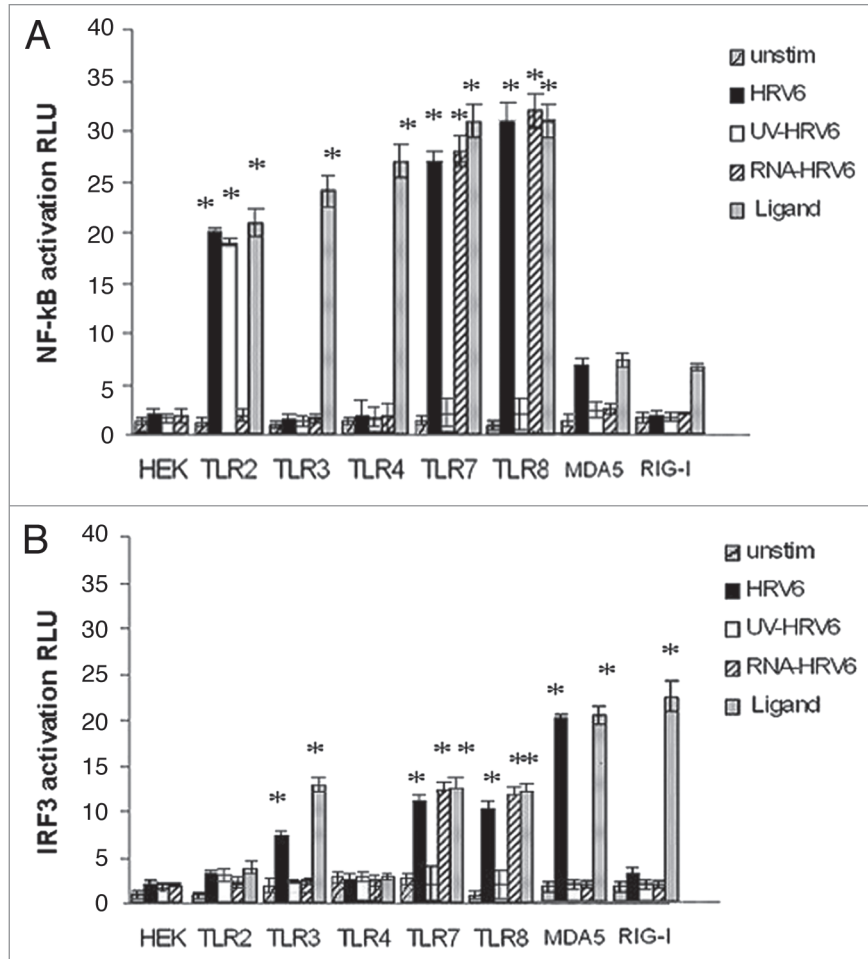 A
NF-kB activation RLU
40
35
30
25
20
15
10
5
0
* * *
*
*
* * *
* * *
HEK TLR2 TLR3 TLR4 TLR7 TLR8 MDA5 RIG-I
unstim
HRV6
UV-HRV6
RNA-HRV6
Ligand
B
IRF3 activation RLU
40
35
30
25
20
15
10
5
0
* *
* * *
* **
* *
*
HEK TLR2 TLR3 TLR4 TLR7 TLR8 MDA5 RIG-I
unstim
HRV6
UV-HRV6
RNA-HRV6
Ligand